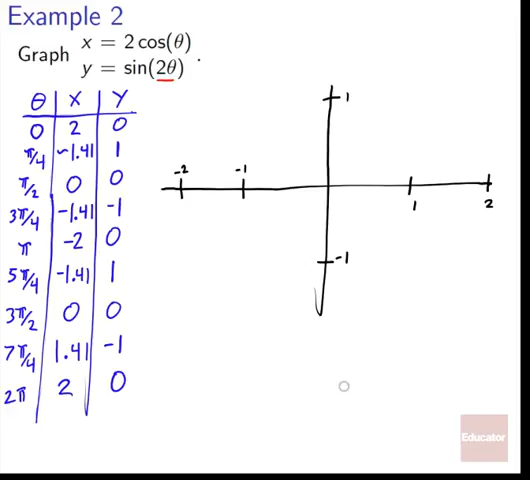 Example 2
Graph x = 2 cos(θ)
y = sin(2θ) .
θ X Y
0 2 0
π/4 ~1.41 1
π/2 0 0
3π/4 -1.41 -1
π -2 0
5π/4 -1.41 1
3π/2 0 0
7π/4 1.41 -1
2π 2 0
1
-2 -1
1 2
-1
Educator